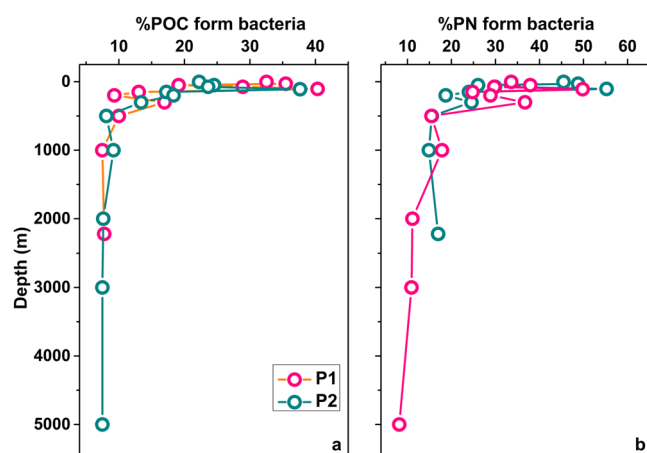 %POC form bacteria
%PN form bacteria
10 20 30 40
10 20 30 40 50 60
0
1000
2000
3000
4000
5000
Depth (m)
P1
P2
a
b